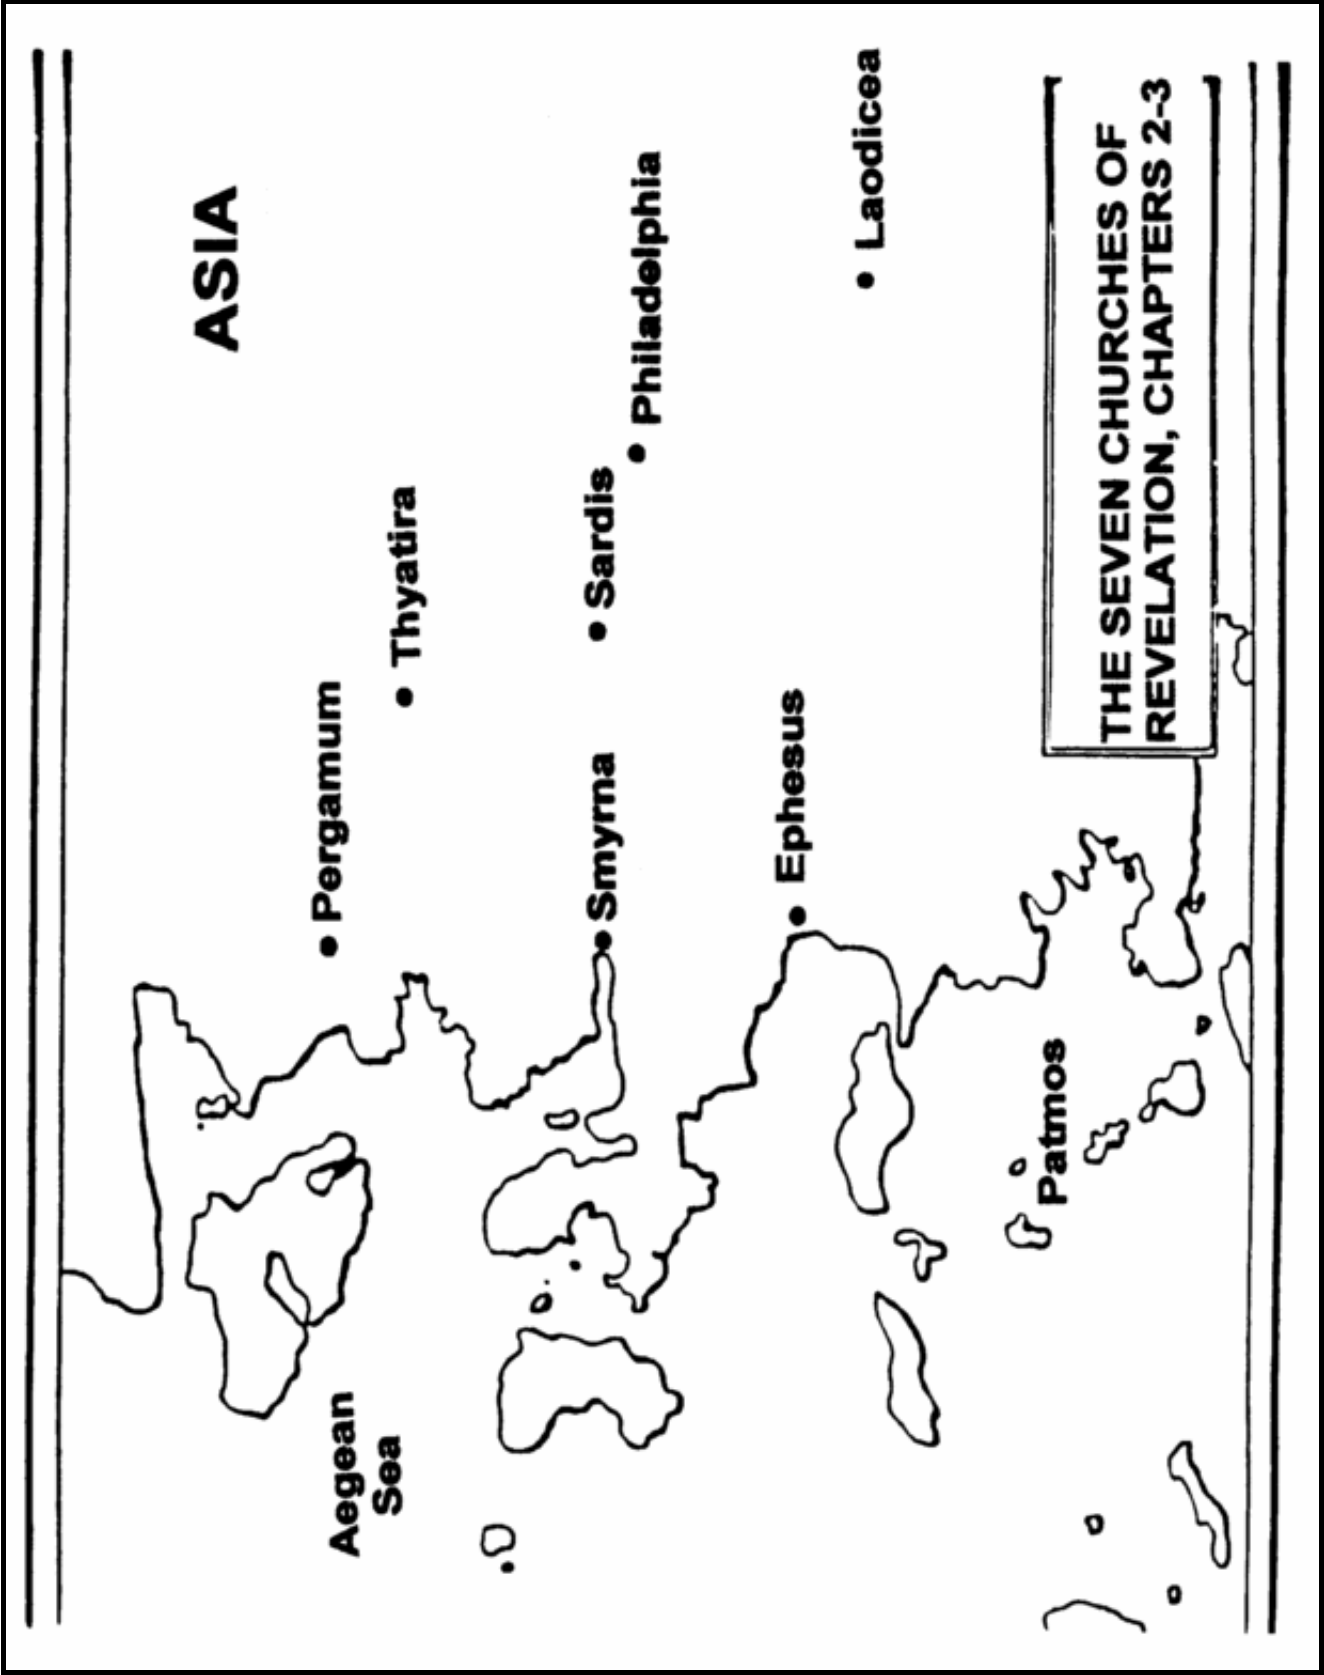 ASIA
Pergamum
Thyatira
Aegean
Sea
Smyrna
Sardis
Philadelphia
Ephesus
Laodicea
Patmos
THE SEVEN CHURCHES OF
REVELATION, CHAPTERS 2-3